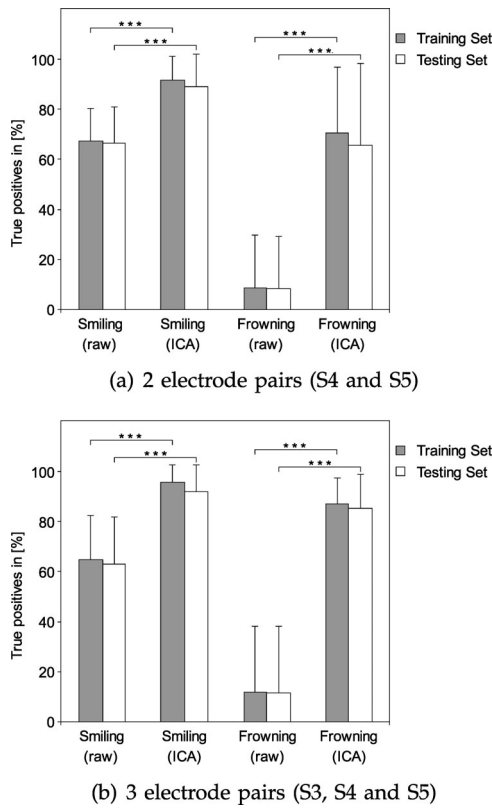 *** *** *** ***
Training Set
Testing Set
True positives in [%]
100
80
60
40
20
0
Smiling (raw)
Smiling (ICA)
Frowning (raw)
Frowning (ICA)
(a) 2 electrode pairs (S4 and S5)
*** *** *** ***
Training Set
Testing Set
True positives in [%]
100
80
60
40
20
0
Smiling (raw)
Smiling (ICA)
Frowning (raw)
Frowning (ICA)
(b) 3 electrode pairs (S3, S4 and S5)